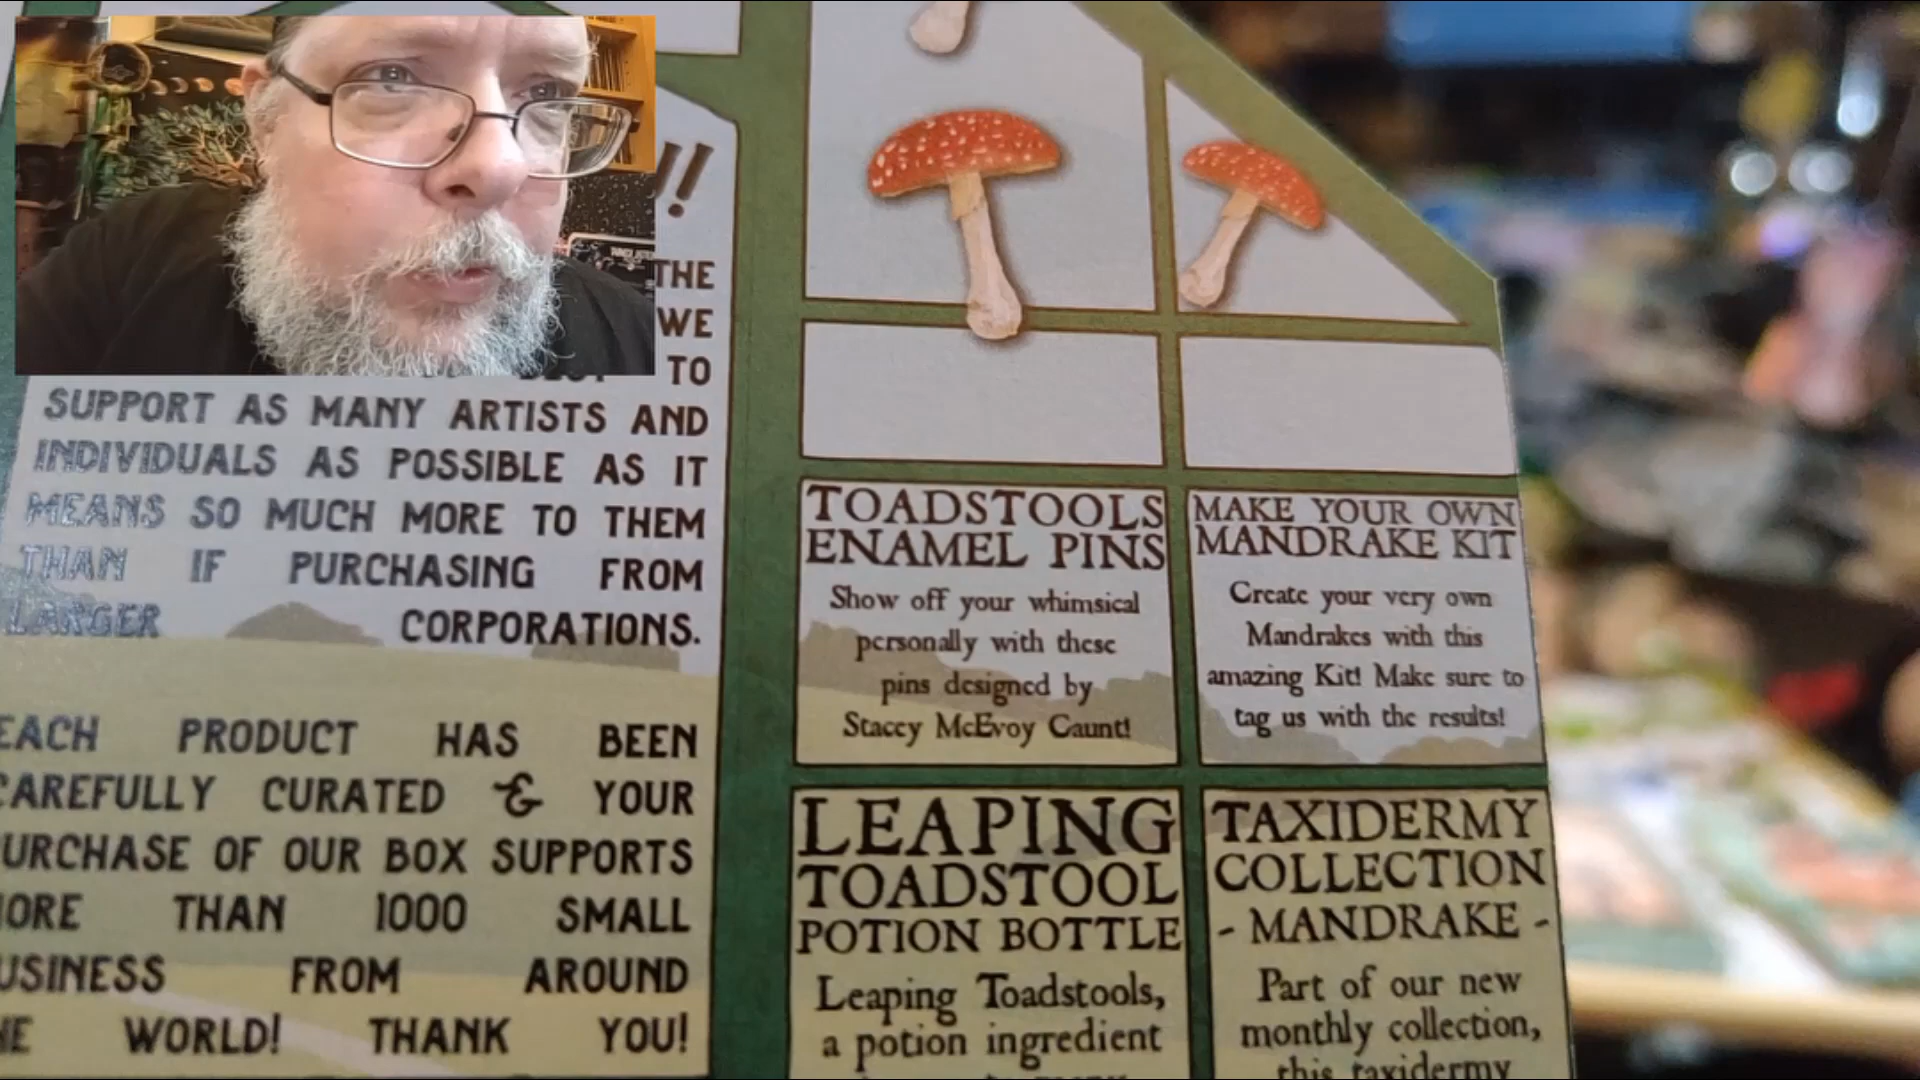 !!
THE
WE
TO
SUPPORT AS MANY ARTISTS AND
INDIVIDUALS AS POSSIBLE AS IT
MEANS SO MUCH MORE TO THEM
THAN IF PURCHASING FROM
LARGER CORPORATIONS.
EACH PRODUCT HAS BEEN
CAREFULLY CURATED & YOUR
URCHASE OF OUR BOX SUPPORTS
ORE THAN 1000 SMALL
USINESS FROM AROUND
HE WORLD! THANK YOU!
TOADSTOOLS
ENAMEL PINS
Show off your whimsical
personally with these
pins designed by
Stacey McEvoy Caunt!
MAKE YOUR OWN
MANDRAKE KIT
Create your very own
Mandrakes with this
amazing Kit! Make sure to
tag us with the results!
LEAPING
TOADSTOOL
POTION BOTTLE
Leaping Toadstools,
a potion ingredient
TAXIDERMY
COLLECTION
- MANDRAKE -
Part of our new
monthly collection,
this taxidermy